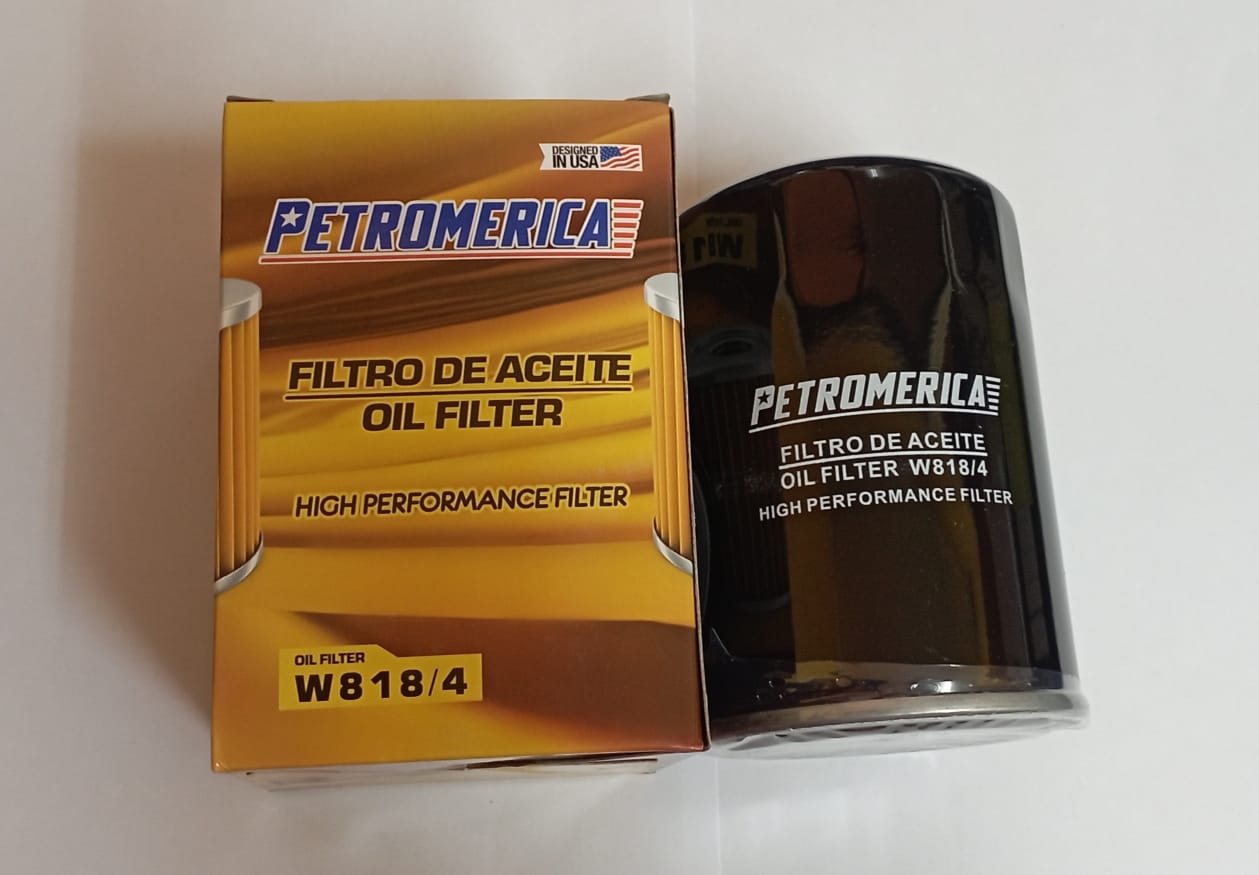 DESIGNED
IN USA
PETROMERICA
FILTRO DE ACEITE
OIL FILTER
HIGH PERFORMANCE FILTER
OIL FILTER
W818/4
PETROMERICA
FILTRO DE ACEITE
OIL FILTER W818/4
HIGH PERFORMANCE FILTER